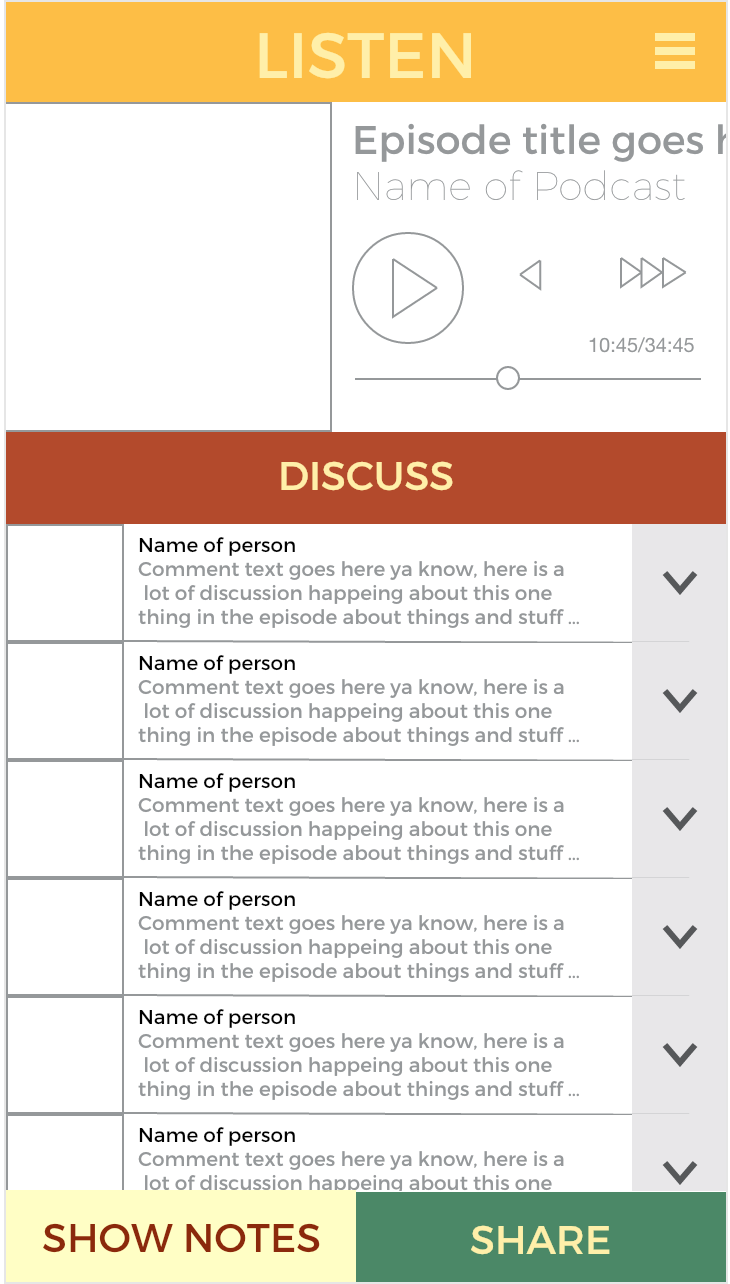 LISTEN
Episode title goes h
Name of Podcast
10:45/34:45
DISCUSS
Name of person
Comment text goes here ya know, here is a
lot of discussion happeing about this one
thing in the episode about things and stuff ...
Name of person
Comment text goes here ya know, here is a
lot of discussion happeing about this one
thing in the episode about things and stuff ...
Name of person
Comment text goes here ya know, here is a
lot of discussion happeing about this one
thing in the episode about things and stuff ...
Name of person
Comment text goes here ya know, here is a
lot of discussion happeing about this one
thing in the episode about things and stuff ...
Name of person
Comment text goes here ya know, here is a
lot of discussion happeing about this one
thing in the episode about things and stuff ...
Name of person
Comment text goes here ya know, here is a
lot of discussion happeing about this one
SHOW NOTES
SHARE